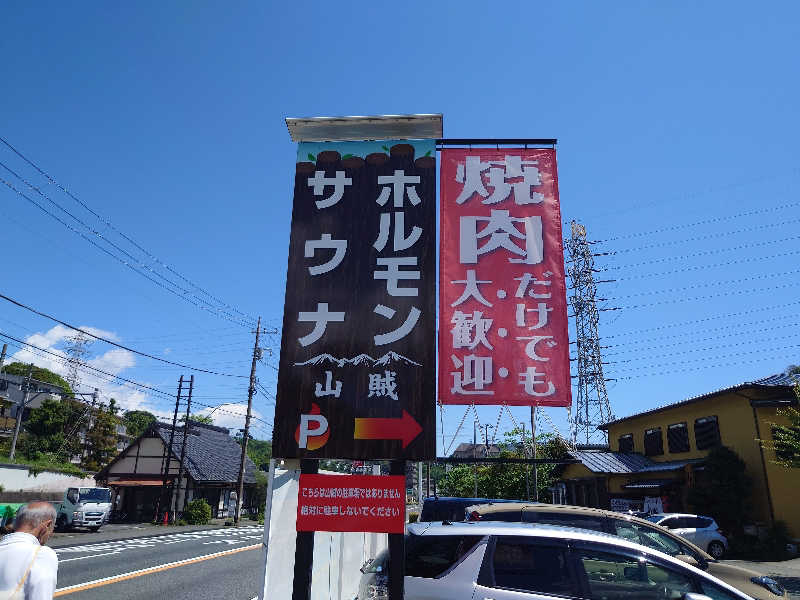 ホルモン
サウナ
山賊
P
焼肉
だけでも
大歓迎
こちらは山賊の駐車場ではありません
絶対に駐車しないでください